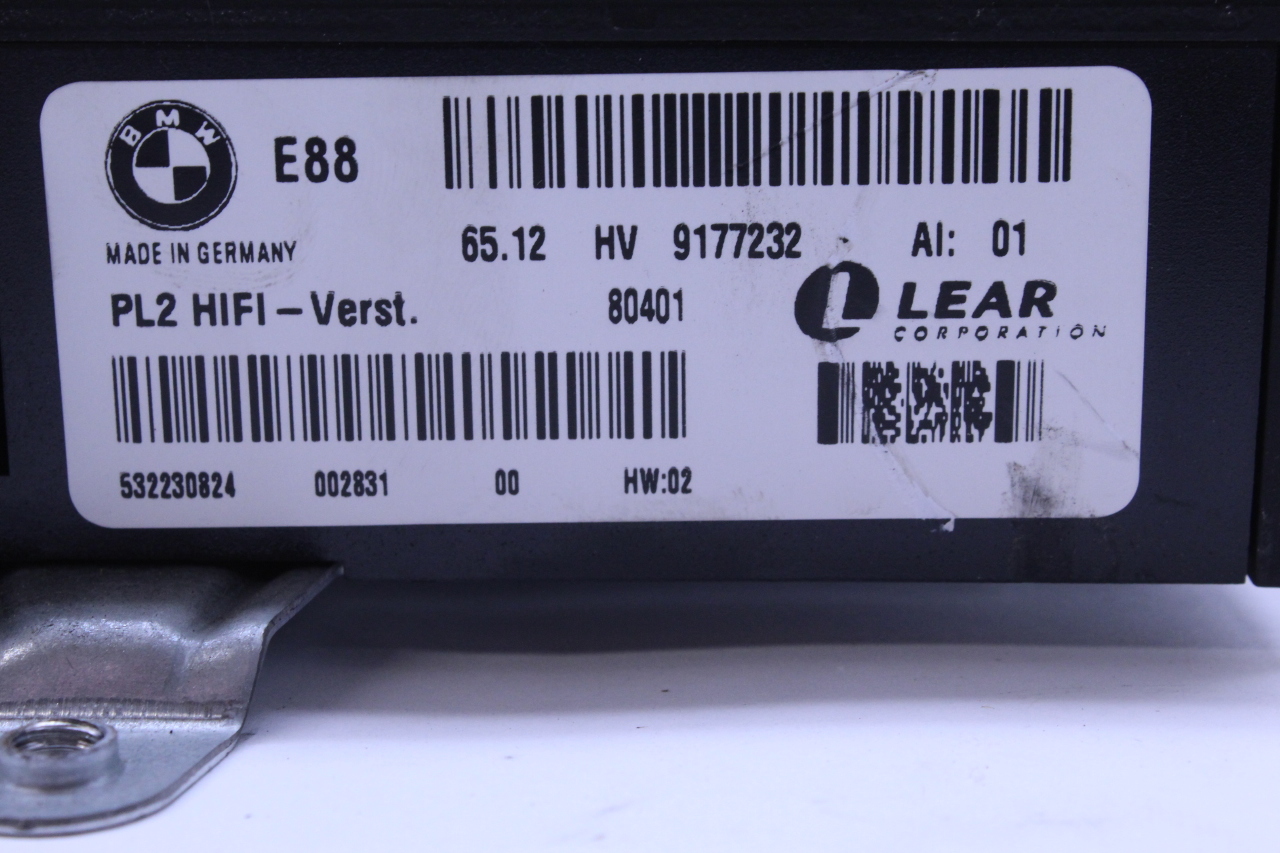 BMW
E88
MADE IN GERMANY
65.12 HV 9177232 AI: 01
PL2 HIFI-Verst. 80401
LEAR
CORPORATION
532230824 002831 00 HW:02